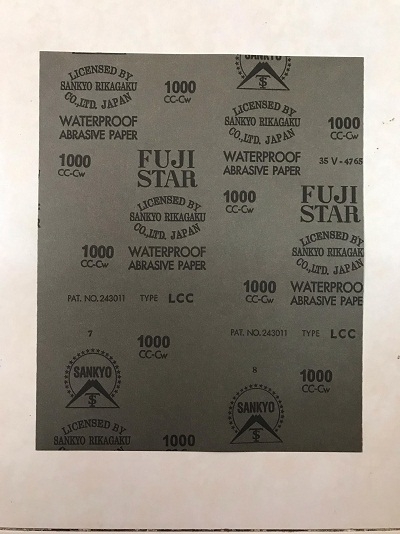 LICENSED BY
SANKYO RIKAGAKU
CO.,LTD. JAPAN
1000
CC-Cw
WATERPROOF
ABRASIVE PAPER
1000
CC-Cw
FUJI
STAR
LICENSED BY
SANKYO RIKAGAKU
CO.,LTD. JAPAN
1000
CC-Cw
WATERPROOF
ABRASIVE PAPER
PAT. NO. 243011 TYPE LCC
7
1000
CC-Cw
SANKYO
LICENSED BY
SANKYO RIKAGAKU
1000
SANKYO
LICENSED BY
SANKYO RIKAGAKU
CO.,LTD. JAPAN
1000
CC-Cw
WATERPROOF
ABRASIVE PAPER
35 V-4765
1000
CC-Cw
FUJI
STAR
LICENSED BY
SANKYO RIKAGAK
CO.,LTD. JAPAN
1000
CC-Cw
WATERPROO
ABRASIVE PAPE
PAT. NO. 243011 TYPE LCC
8
1000
CC-Cw
SANKYO